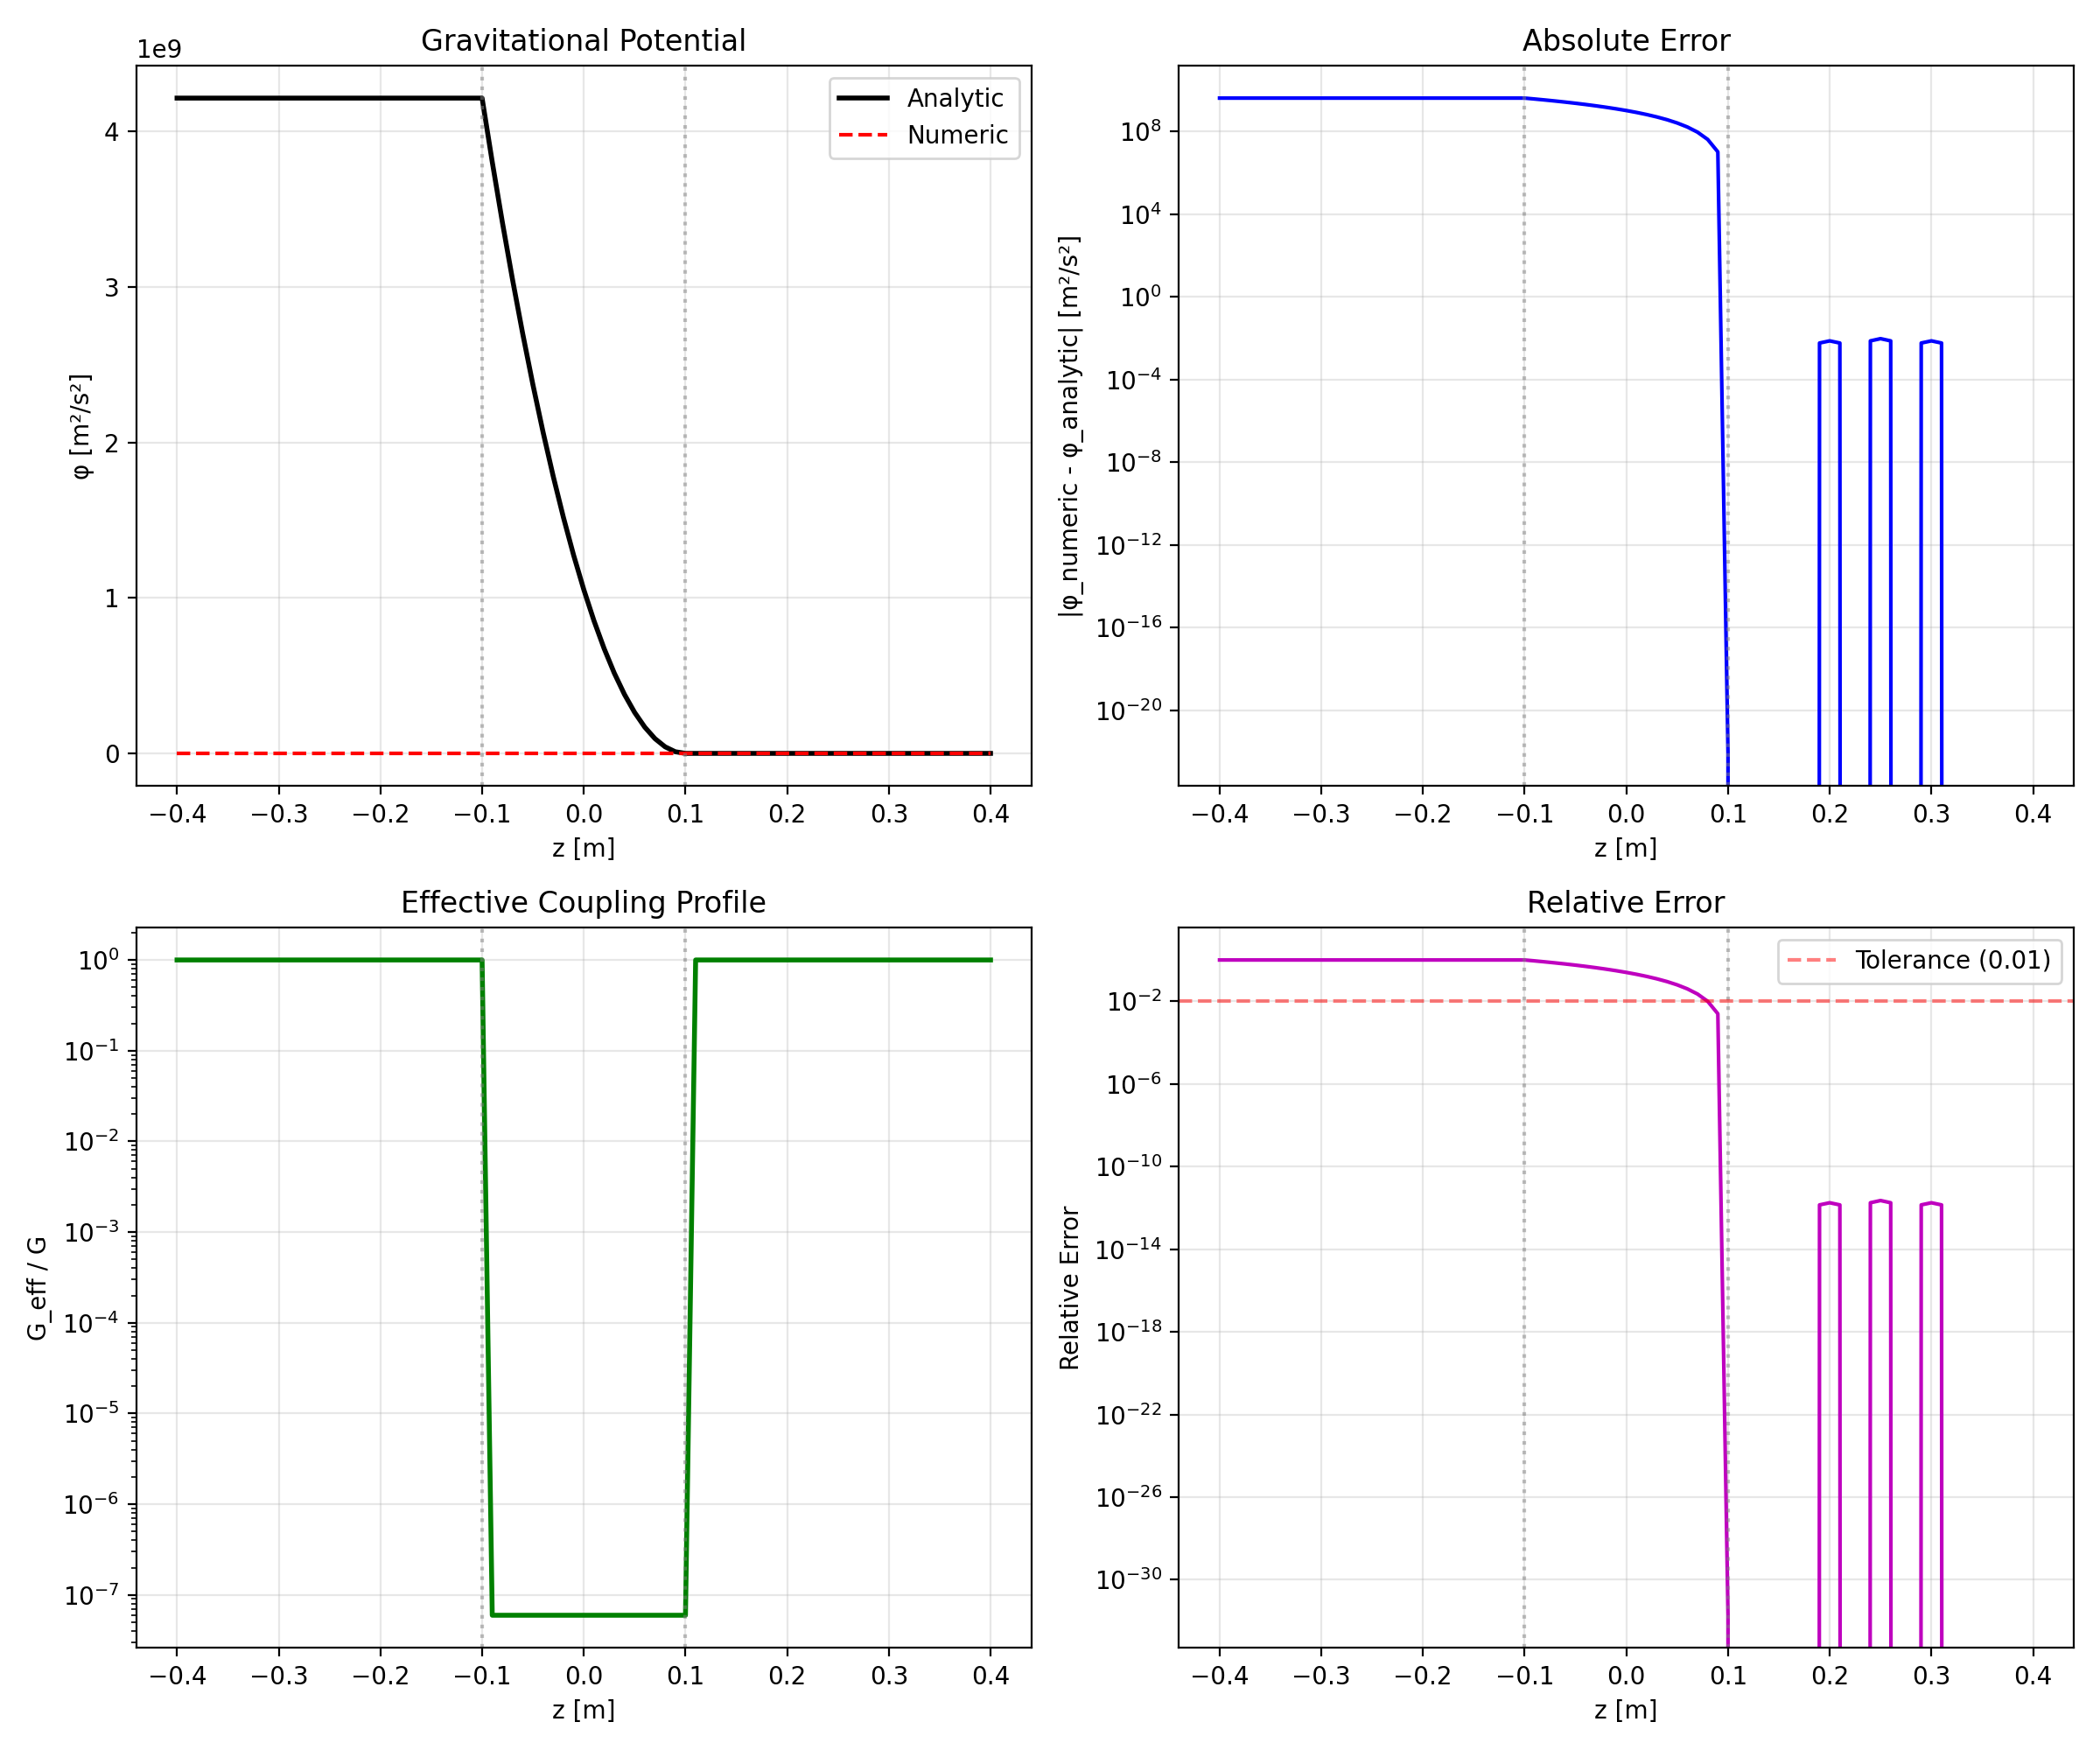 Gravitational Potential
1e9
φ [m²/s²]
4
3
2
1
0
Analytic
Numeric
−0.4 −0.3 −0.2 −0.1 0.0 0.1 0.2 0.3 0.4
z [m]
Absolute Error
|φ_numeric - φ_analytic| [m²/s²]
10⁸
10⁴
10⁰
10⁻⁴
10⁻⁸
10⁻¹²
10⁻¹⁶
10⁻²⁰
−0.4 −0.3 −0.2 −0.1 0.0 0.1 0.2 0.3 0.4
z [m]
Effective Coupling Profile
G_eff / G
10⁰
10⁻¹
10⁻²
10⁻³
10⁻⁴
10⁻⁵
10⁻⁶
10⁻⁷
−0.4 −0.3 −0.2 −0.1 0.0 0.1 0.2 0.3 0.4
z [m]
Relative Error
Relative Error
Tolerance (0.01)
10⁻²
10⁻⁶
10⁻¹⁰
10⁻¹⁴
10⁻¹⁸
10⁻²²
10⁻²⁶
10⁻³⁰
−0.4 −0.3 −0.2 −0.1 0.0 0.1 0.2 0.3 0.4
z [m]